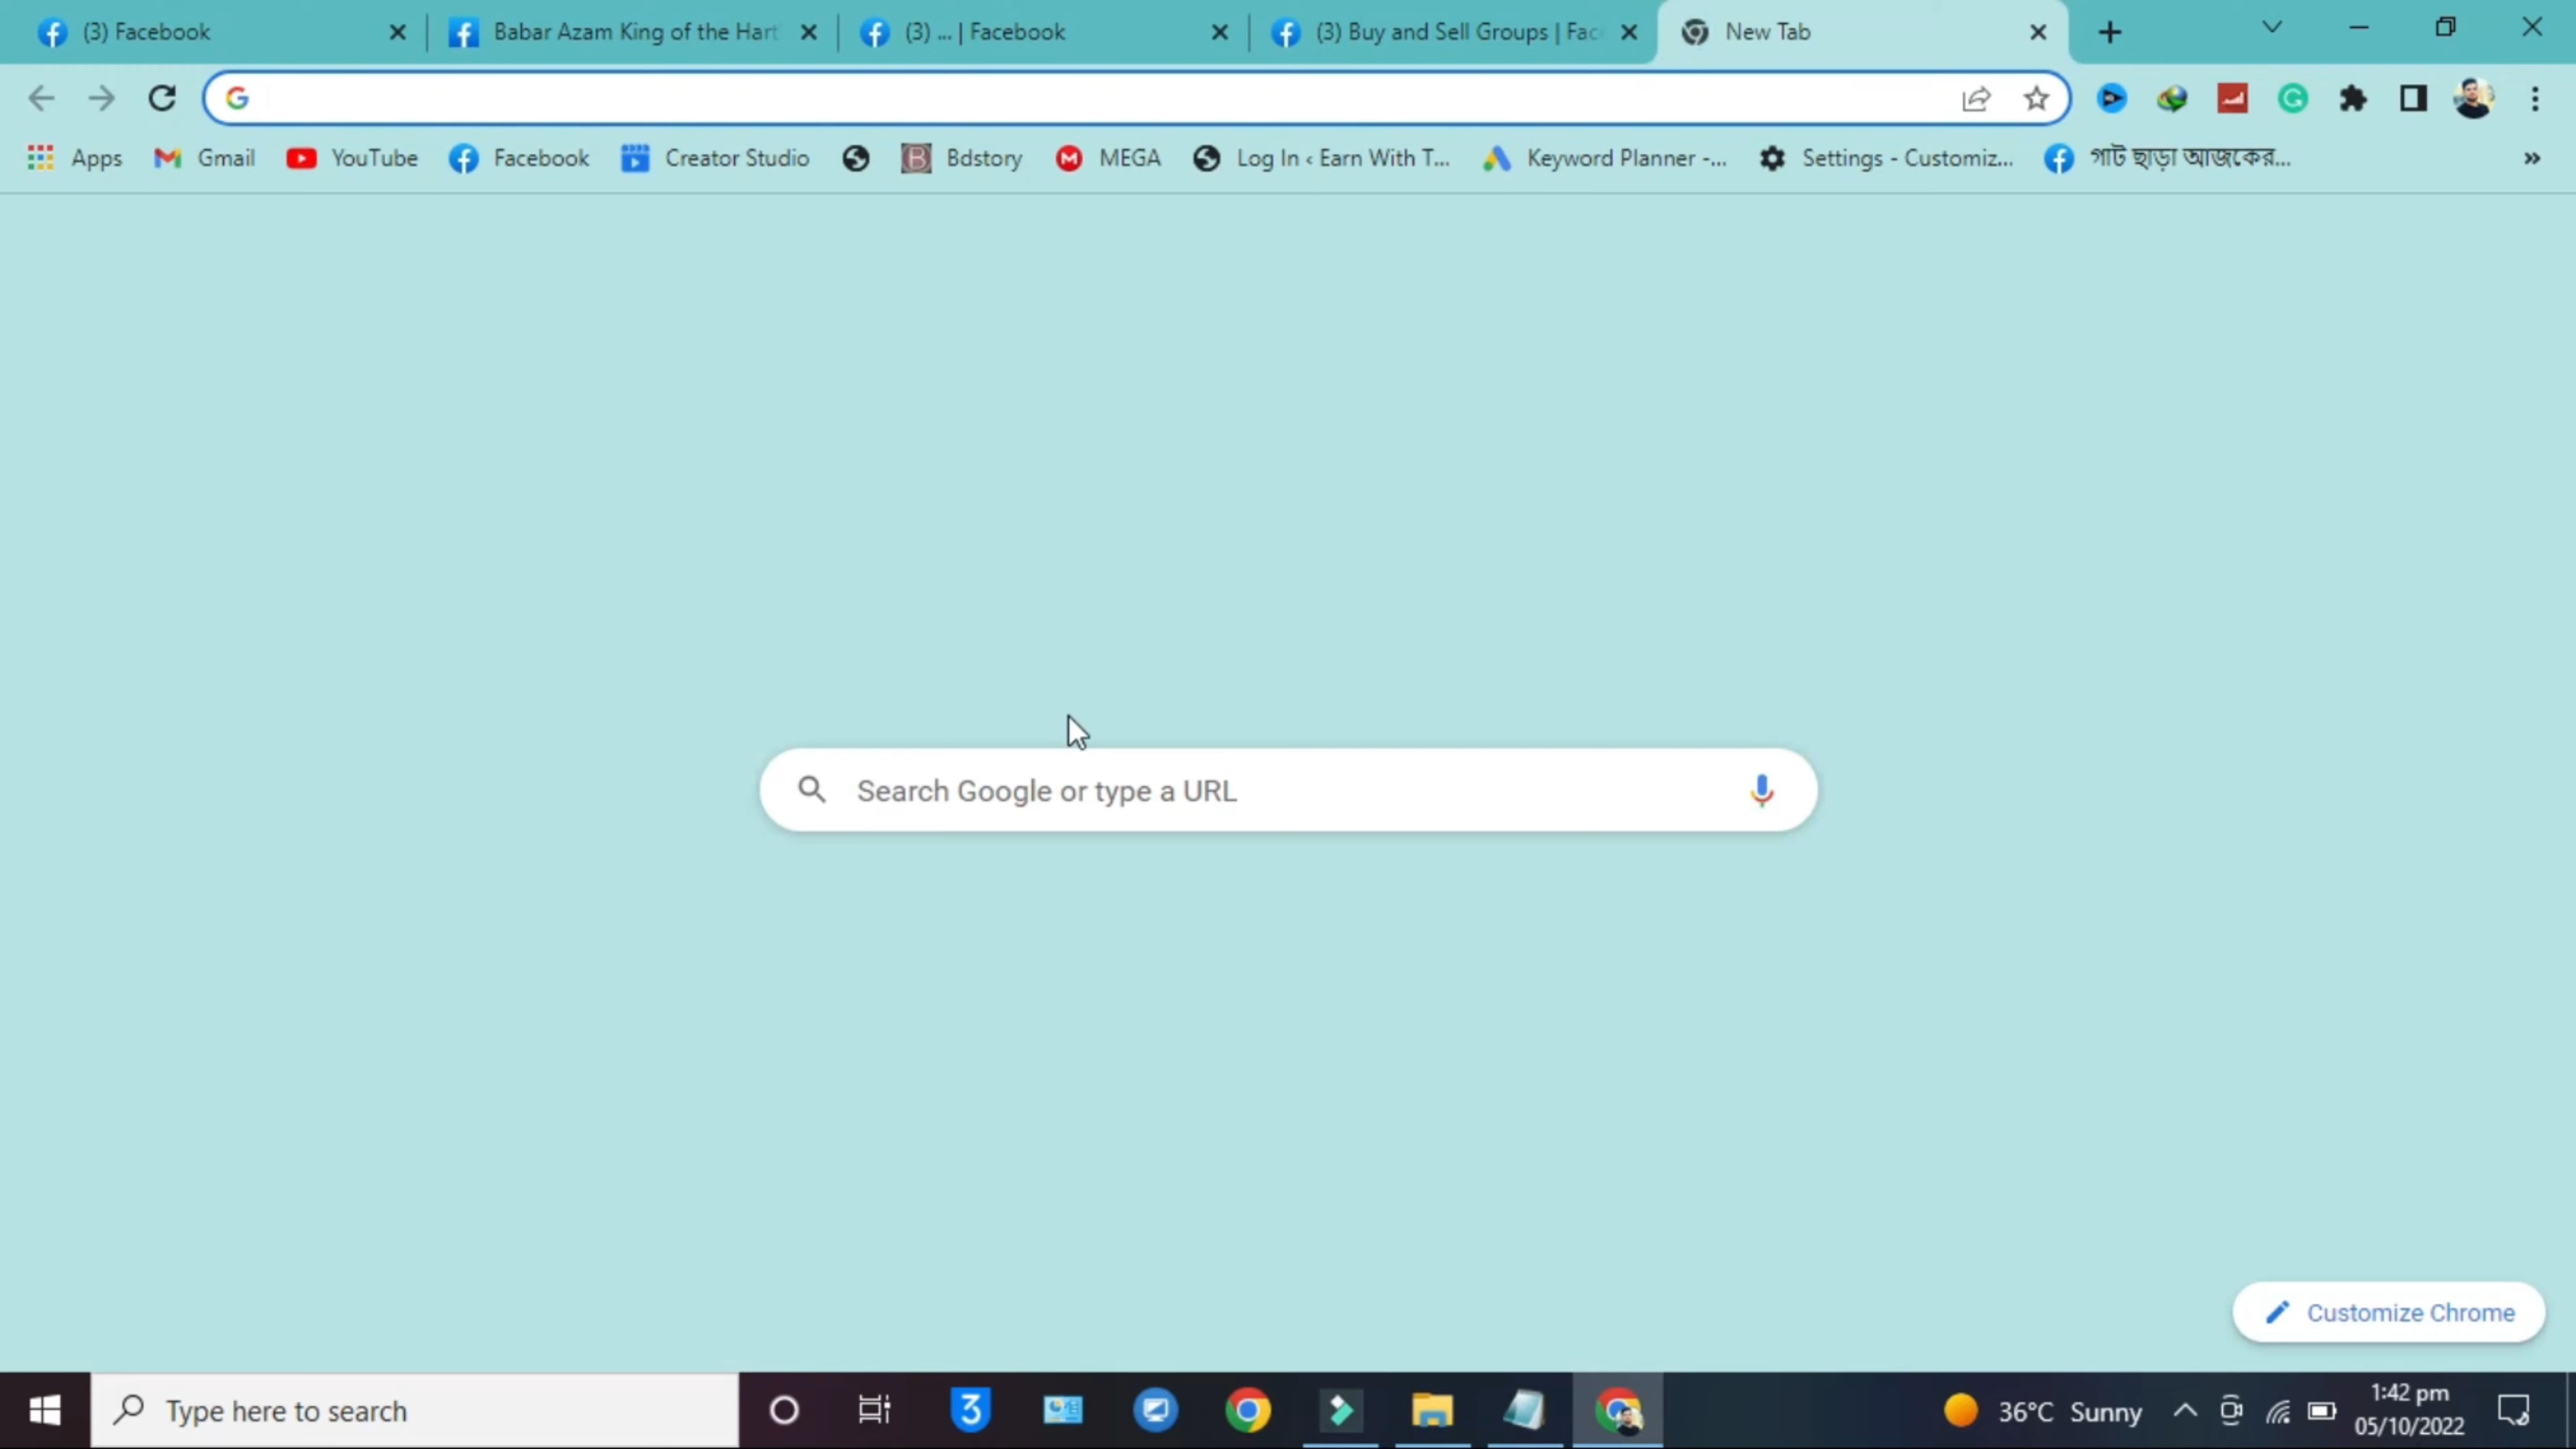 (3) Facebook
Babar Azam King of the Hart
(3) ... | Facebook
(3) Buy and Sell Groups | Fac
New Tab
Apps
Gmail
YouTube
Facebook
Creator Studio
Bdstory
MEGA
Log In ‹ Earn With T...
Keyword Planner -...
Settings - Customiz...
গাট ছাড়া আজকের...
Search Google or type a URL
Customize Chrome
Type here to search
36°C Sunny
1:42 pm
05/10/2022